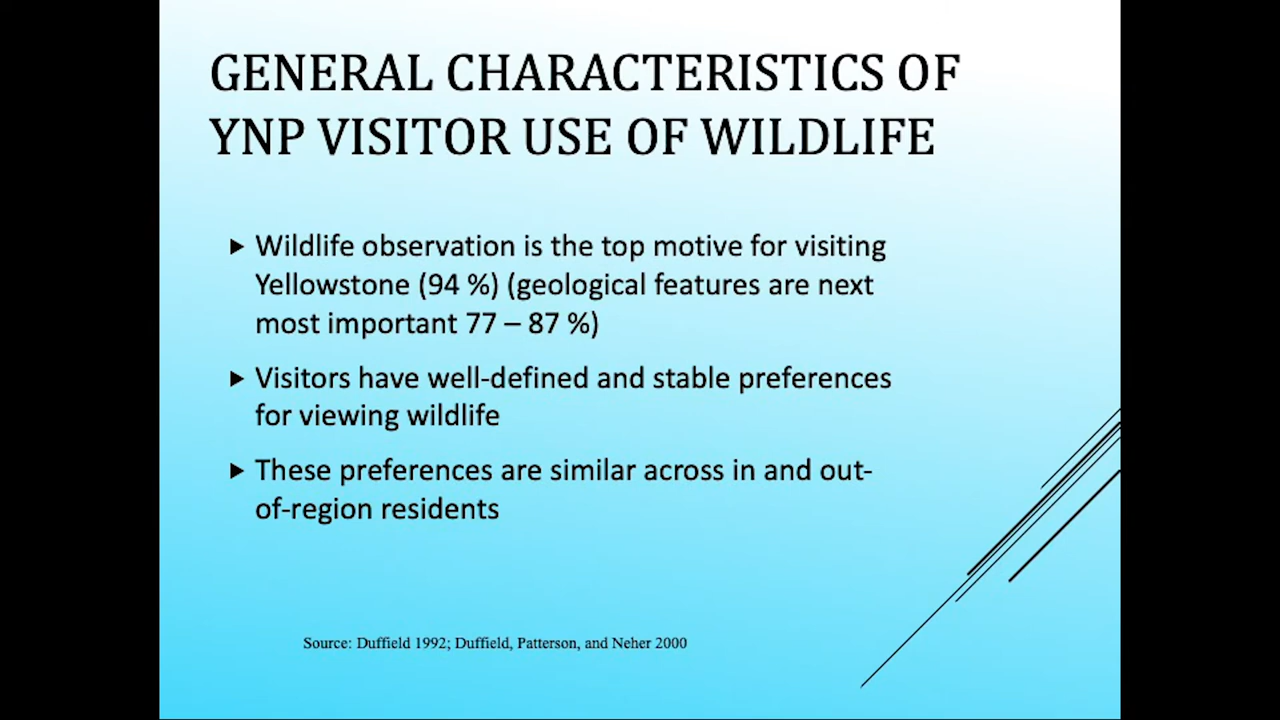 GENERAL CHARACTERISTICS OF
YNP VISITOR USE OF WILDLIFE
Wildlife observation is the top motive for visiting
Yellowstone (94 %) (geological features are next
most important 77 – 87 %)
Visitors have well-defined and stable preferences
for viewing wildlife
These preferences are similar across in and out-
of-region residents
Source: Duffield 1992; Duffield, Patterson, and Neher 2000